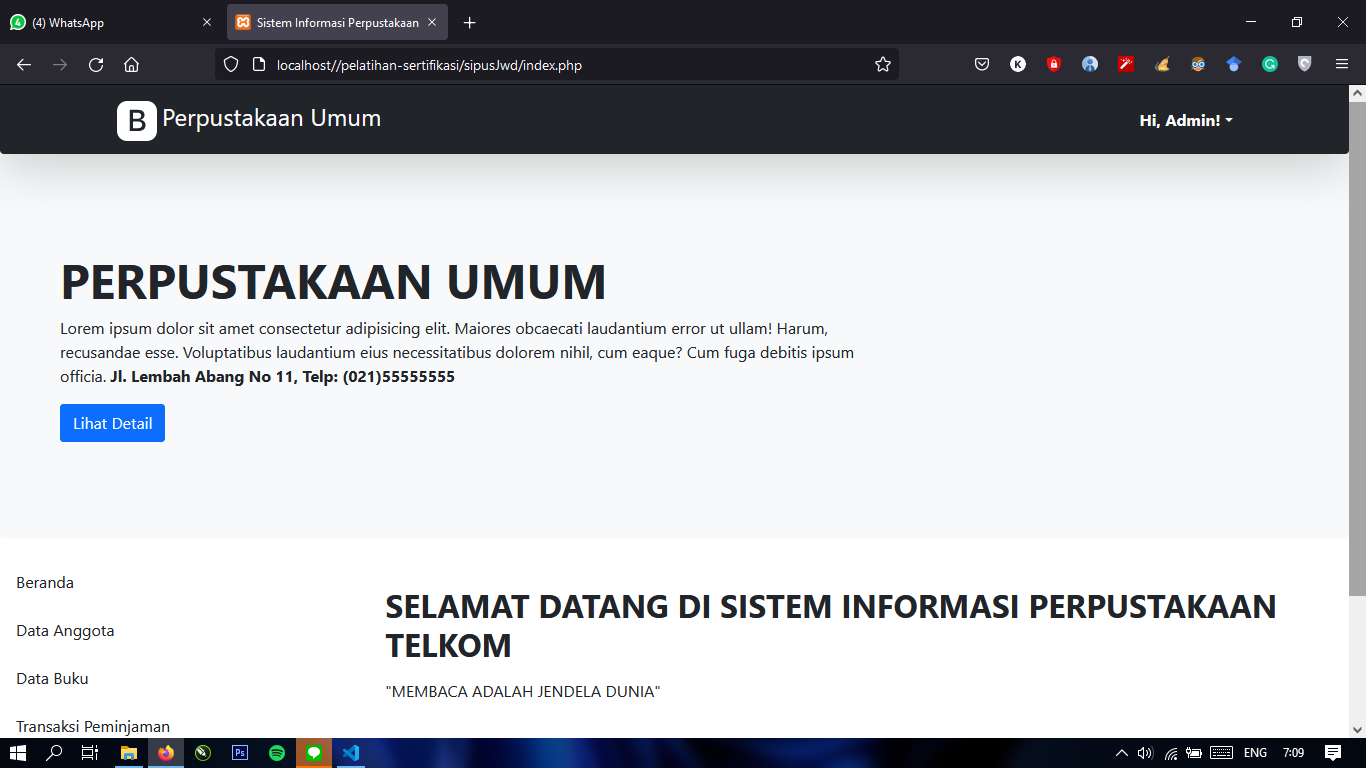 (4) WhatsApp
Sistem Informasi Perpustakaan
localhost//pelatihan-sertifikasi/sipusJwd/index.php
B Perpustakaan Umum
Hi, Admin!
PERPUSTAKAAN UMUM
Lorem ipsum dolor sit amet consectetur adipisicing elit. Maiores obcaecati laudantium error ut ullam! Harum,
recusandae esse. Voluptatibus laudantium eius necessitatibus dolorem nihil, cum eaque? Cum fuga debitis ipsum
officia. Jl. Lembah Abang No 11, Telp: (021)55555555
Lihat Detail
Beranda
Data Anggota
Data Buku
Transaksi Peminjaman
SELAMAT DATANG DI SISTEM INFORMASI PERPUSTAKAAN
TELKOM
"MEMBACA ADALAH JENDELA DUNIA"
Ps
ENG
7:09